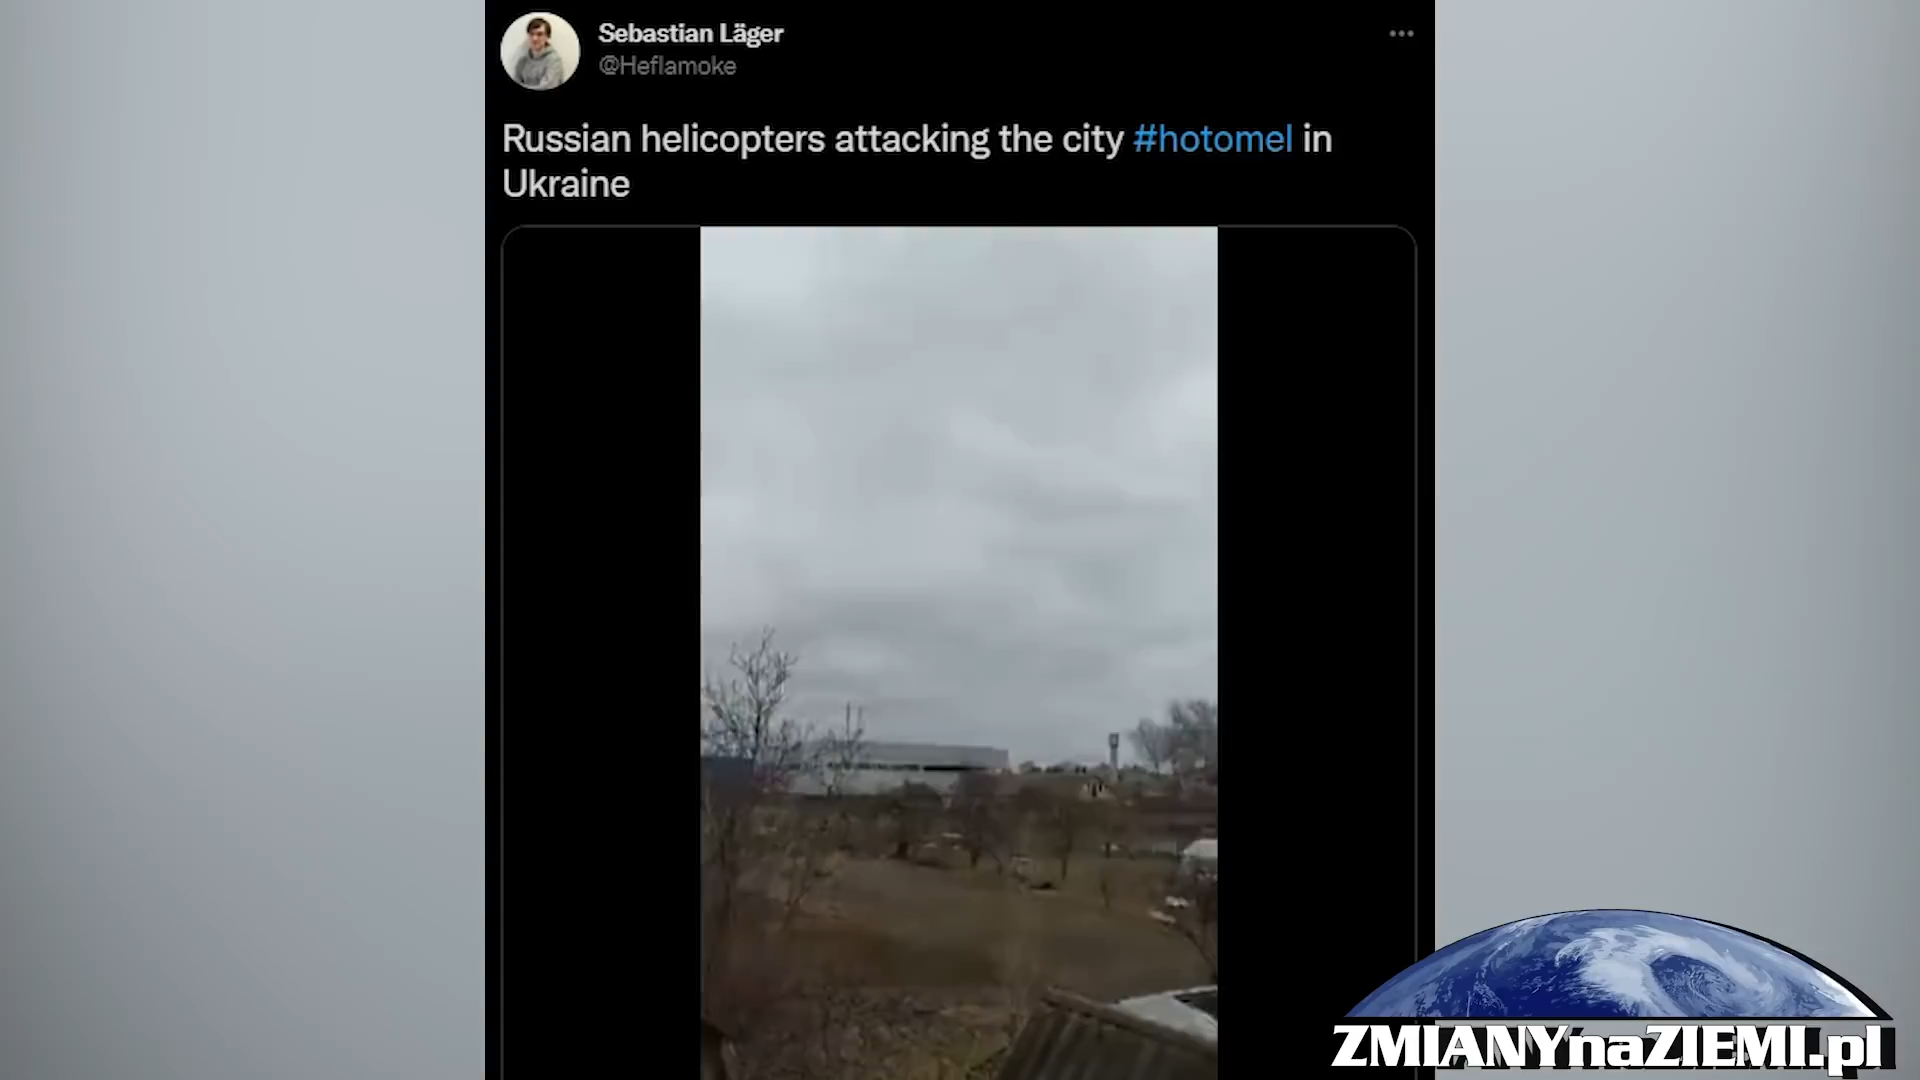 Sebastian Läger
@Heflamoke
Russian helicopters attacking the city #hotomel in
Ukraine
ZMIANYnaZIEMI.pl